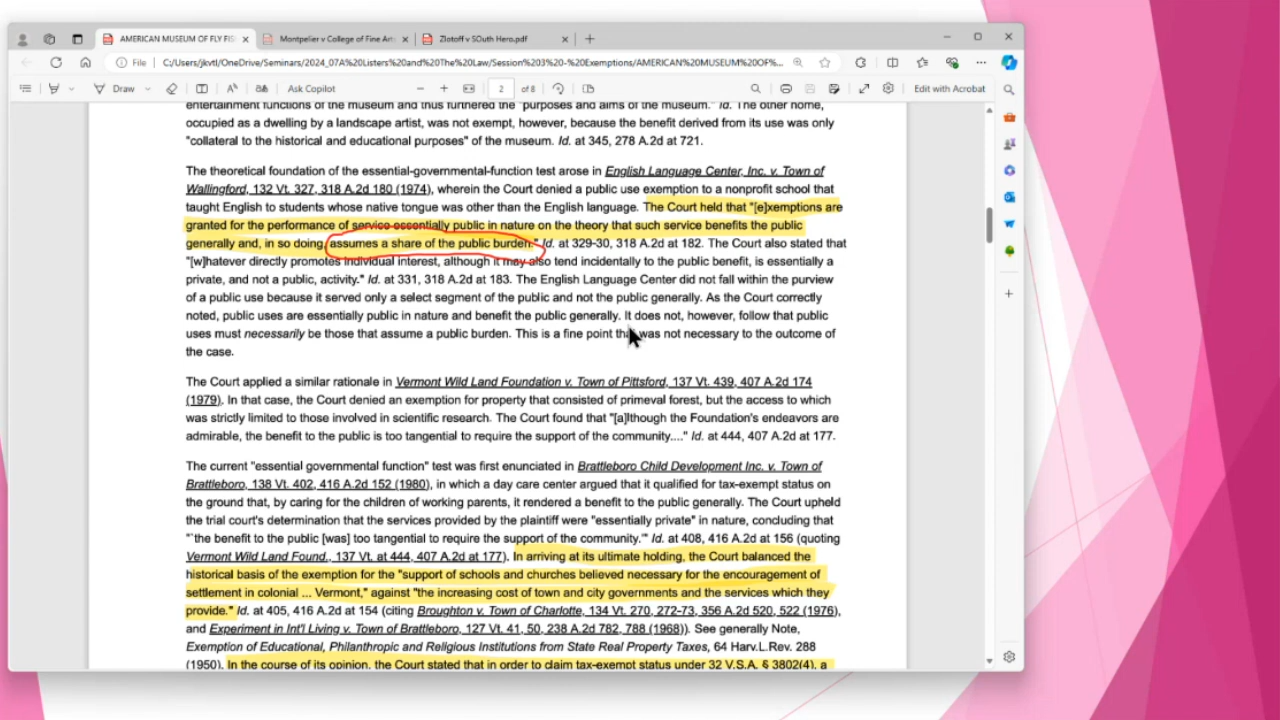 AMERICAN MUSEUM OF FLY FIS
Montpelier v College of Fine Art
Zlotoff v SOuth Hero.pdf
File C:/Users/jkvtl/OneDrive/Seminars/2024_07A%20Listers%20and%20The%20Law/Session%203%20-%20Exemptions/AMERICAN%20MUSEUM%20OF%...
Draw Ask Copilot 2 of 8 Edit with Acrobat
entertainment functions of the museum and thus furthered the "purposes and aims of the museum." Id. The other home,
occupied as a dwelling by a landscape artist, was not exempt, however, because the benefit derived from its use was only
"collateral to the historical and educational purposes" of the museum. Id. at 345, 278 A.2d at 721.
The theoretical foundation of the essential-governmental-function test arose in English Language Center, Inc. v. Town of
Wallingford, 132 Vt. 327, 318 A.2d 180 (1974), wherein the Court denied a public use exemption to a nonprofit school that
taught English to students whose native tongue was other than the English language. The Court held that "[e]xemptions are
granted for the performance of service essentially public in nature on the theory that such service benefits the public
generally and, in so doing, assumes a share of the public burden." Id. at 329-30, 318 A.2d at 182. The Court also stated that
"[w]hatever directly promotes individual interest, although it may also tend incidentally to the public benefit, is essentially a
private, and not a public, activity." Id. at 331, 318 A.2d at 183. The English Language Center did not fall within the purview
of a public use because it served only a select segment of the public and not the public generally. As the Court correctly
noted, public uses are essentially public in nature and benefit the public generally. It does not, however, follow that public
uses must necessarily be those that assume a public burden. This is a fine point that was not necessary to the outcome of
the case.
The Court applied a similar rationale in Vermont Wild Land Foundation v. Town of Pittsford, 137 Vt. 439, 407 A.2d 174
(1979). In that case, the Court denied an exemption for property that consisted of primeval forest, but the access to which
was strictly limited to those involved in scientific research. The Court found that "[a]lthough the Foundation's endeavors are
admirable, the benefit to the public is too tangential to require the support of the community...." Id. at 444, 407 A.2d at 177.
The current "essential governmental function" test was first enunciated in Brattleboro Child Development Inc. v. Town of
Brattleboro, 138 Vt. 402, 416 A.2d 152 (1980), in which a day care center argued that it qualified for tax-exempt status on
the ground that, by caring for the children of working parents, it rendered a benefit to the public generally. The Court upheld
the trial court's determination that the services provided by the plaintiff were "essentially private" in nature, concluding that
"`the benefit to the public [was] too tangential to require the support of the community.'" Id. at 408, 416 A.2d at 156 (quoting
Vermont Wild Land Found., 137 Vt. at 444, 407 A.2d at 177). In arriving at its ultimate holding, the Court balanced the
historical basis of the exemption for the "support of schools and churches believed necessary for the encouragement of
settlement in colonial ... Vermont," against "the increasing cost of town and city governments and the services which they
provide." Id. at 405, 416 A.2d at 154 (citing Broughton v. Town of Charlotte, 134 Vt. 270, 272-73, 356 A.2d 520, 522 (1976),
and Experiment in Int'l Living v. Town of Brattleboro, 127 Vt. 41, 50, 238 A.2d 782, 788 (1968)). See generally Note,
Exemption of Educational, Philanthropic and Religious Institutions from State Real Property Taxes, 64 Harv.L.Rev. 288
(1950). In the course of its opinion, the Court stated that in order to claim tax-exempt status under 32 V.S.A. § 3802(4), a